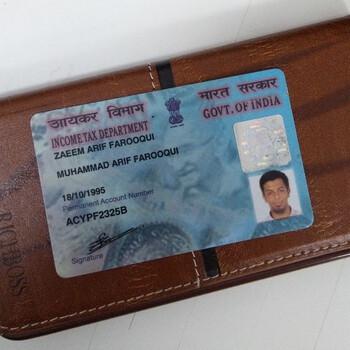 आयकर विभाग
INCOME TAX DEPARTMENT
भारत सरकार
GOVT. OF INDIA
ZAEEM ARIF FAROOQUI
MUHAMMAD ARIF FAROOQUI
18/10/1995
Permanent Account Number
ACYPF2325B
Signature
RICHBOSS